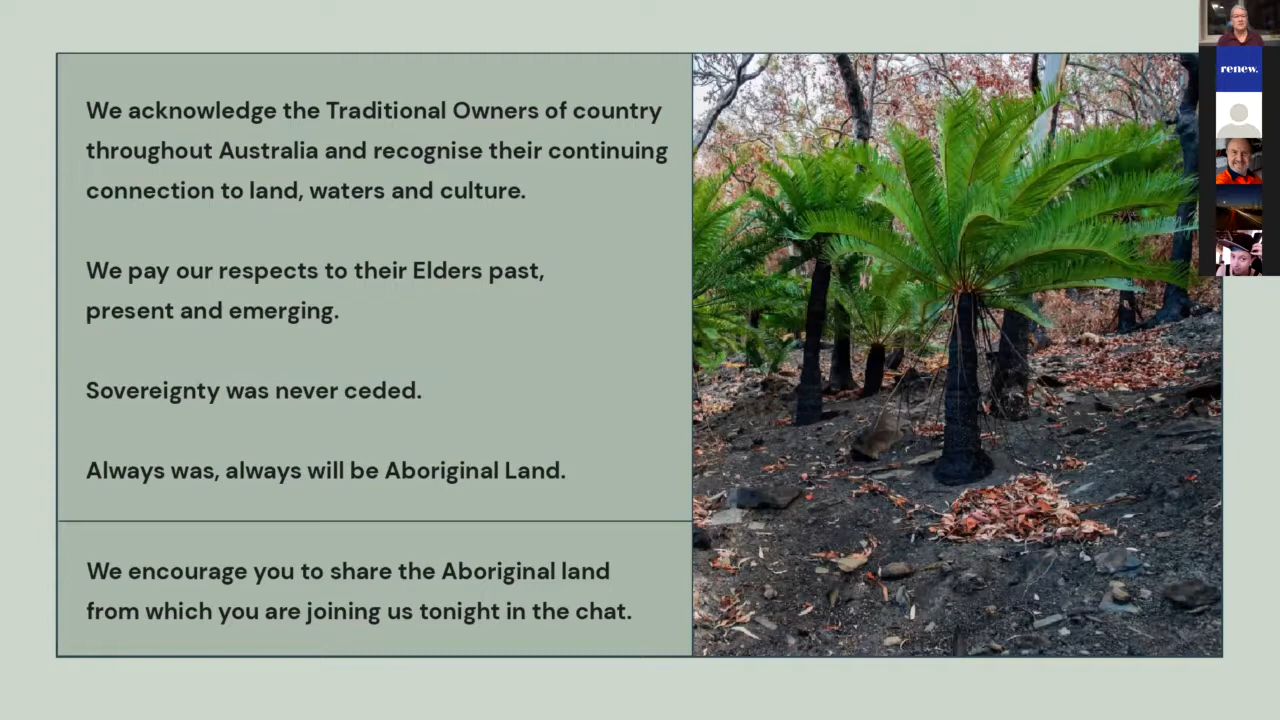 We acknowledge the Traditional Owners of country
throughout Australia and recognise their continuing
connection to land, waters and culture.
We pay our respects to their Elders past,
present and emerging.
Sovereignty was never ceded.
Always was, always will be Aboriginal Land.
We encourage you to share the Aboriginal land
from which you are joining us tonight in the chat.
renew.